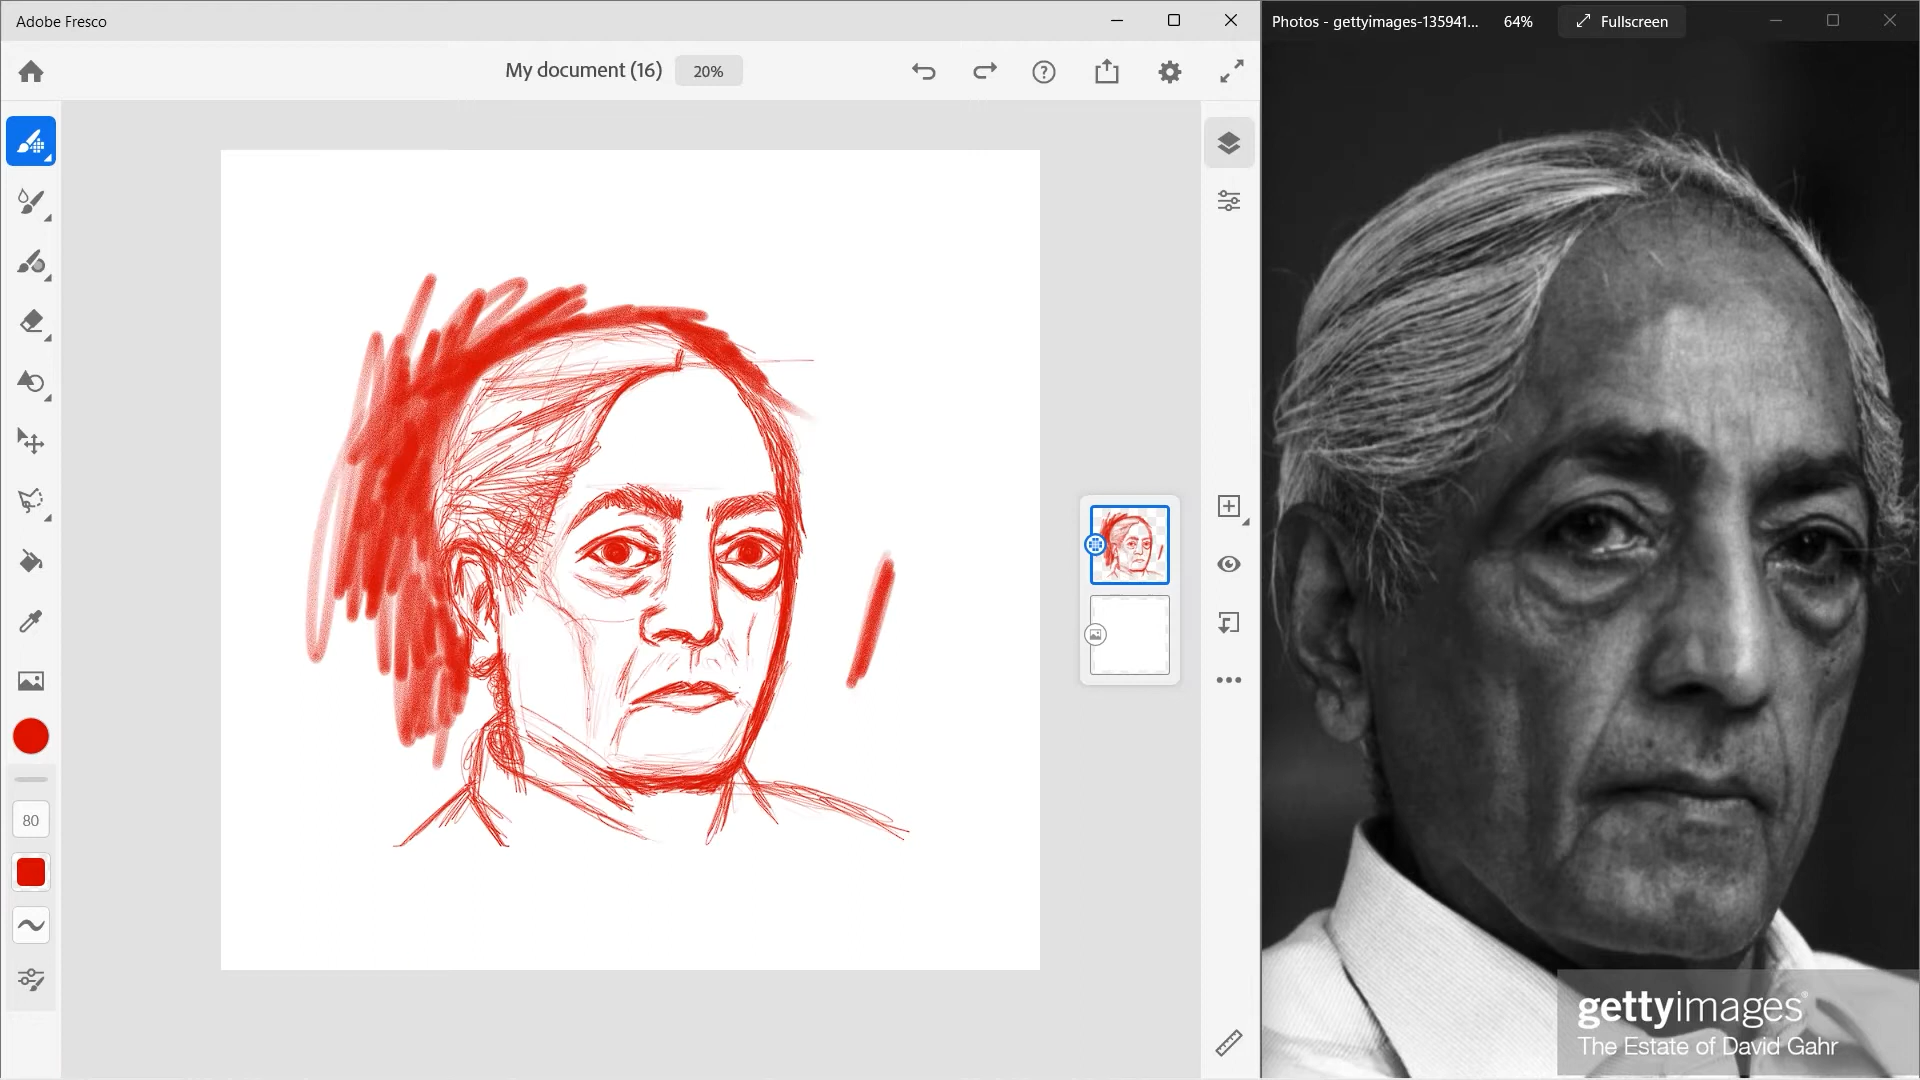 Adobe Fresco
Photos - gettyimages-135941... 64% Fullscreen
My document (16) 20%
80
gettyimages®
The Estate of David Gahr